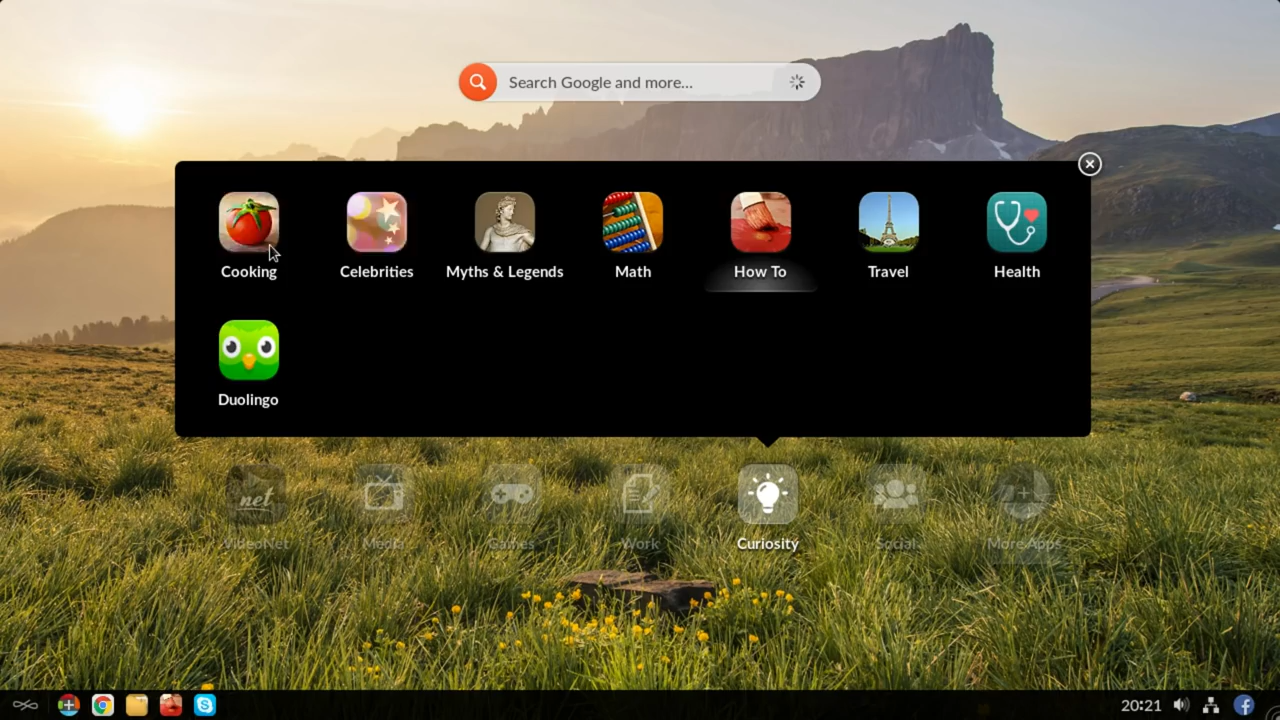 Search Google and more...
Cooking
Celebrities
Myths & Legends
Math
How To
Travel
Health
Duolingo
net
VideoNet
Media
Games
Work
Curiosity
Social
More Apps
20:21